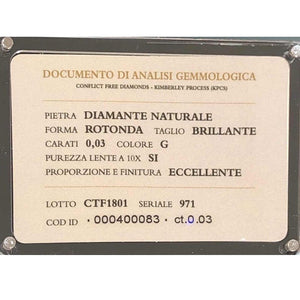 DOCUMENTO DI ANALISI GEMMOLOGICA
CONFLICT FREE DIAMONDS - KIMBERLEY PROCESS (KPCS)
PIETRA DIAMANTE NATURALE
FORMA ROTONDA TAGLIO BRILLANTE
CARATI 0,03 COLORE G
PUREZZA LENTE A 10X SI
PROPORZIONE E FINITURA ECCELLENTE
LOTTO CTF1801 SERIALE 971
COD ID · 000400083 · ct.0.03